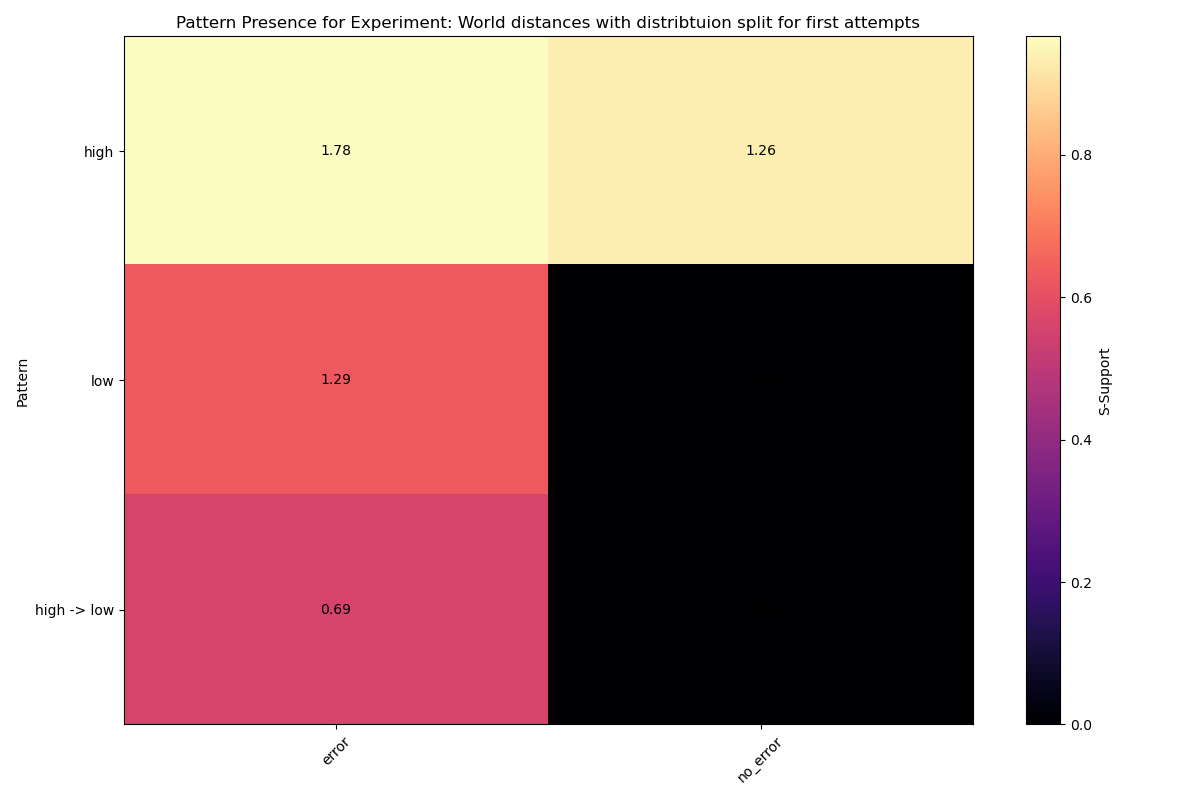 Pattern Presence for Experiment: World distances with distribtuion split for first attempts
high
1.78
1.26
0.8
low
1.29
0.6
Pattern
S-Support
0.4
high -> low
0.69
0.2
0.0
error
no_error